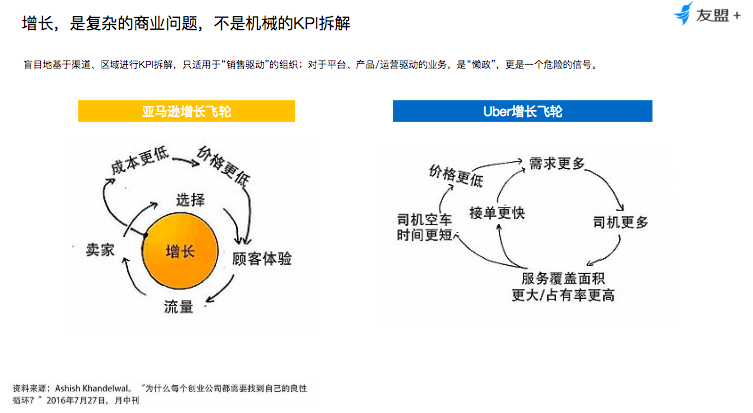 增长，是复杂的商业问题，不是机械的KPI拆解
友盟+
盲目地基于渠道、区域进行KPI拆解，只适用于“销售驱动”的组织；对于平台、产品/运营驱动的业务，是“懒政”，更是一个危险的信号。
亚马逊增长飞轮
成本更低
价格更低
选择
卖家
增长
顾客体验
流量
Uber增长飞轮
价格更低
需求更多
司机空车
时间更短
接单更快
司机更多
服务覆盖面积
更大/占有率更高
资料来源：Ashish Khandelwal。“为什么每个创业公司都需要找到自己的良性
循环？”2016年7月27日，月中刊